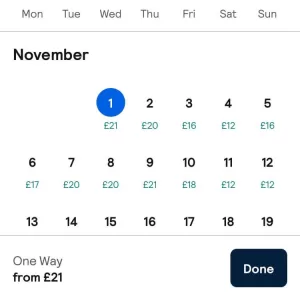 Mon Tue Wed Thu Fri Sat Sun
November
1 2 3 4 5
£21 £20 £16 £12 £16
6 7 8 9 10 11 12
£17 £20 £20 £21 £18 £12 £12
13 14 15 16 17 18 19
One Way
from £21 Done